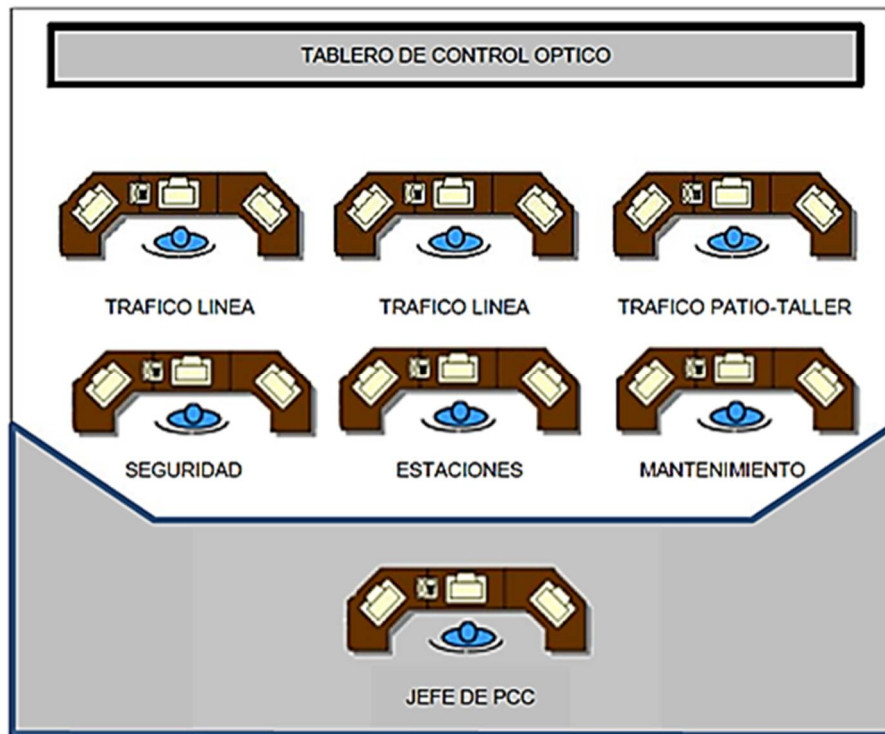 TABLERO DE CONTROL OPTICO
TRAFICO LINEA
TRAFICO LINEA
TRAFICO PATIO-TALLER
SEGURIDAD
ESTACIONES
MANTENIMIENTO
JEFE DE PCC